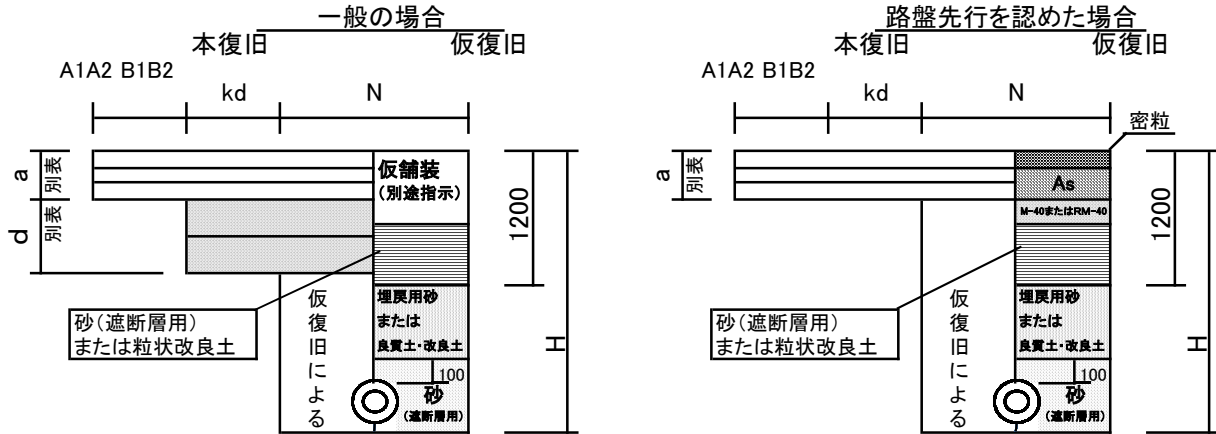 一般の場合
本復旧
仮復旧
A1A2 B1B2
kd
N
a
別表
d
別表
仮舗装
(別途指示)
1200
H
砂(遮断層用)
または粒状改良土
仮復旧による
埋戻用砂
または
良質土・改良土
100
砂
(遮断層用)
路盤先行を認めた場合
本復旧
仮復旧
A1A2 B1B2
kd
N
密粒
a
別表
As
M-40またはRM-40
1200
H
砂(遮断層用)
または粒状改良土
仮復旧による
埋戻用砂
または
良質土・改良土
100
砂
(遮断層用)